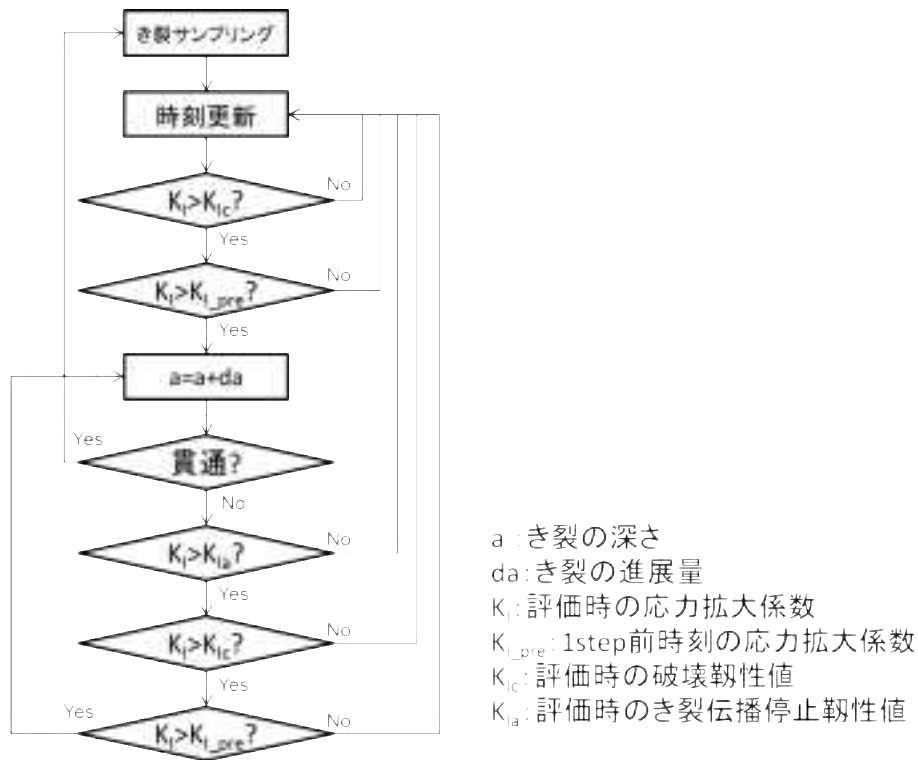 き裂サンプリング
時刻更新
K_I>K_Ic?
No
Yes
K_I>K_I_pre?
No
Yes
a=a+da
Yes
貫通?
No
K_I>K_Ia?
No
Yes
K_I>K_Ic?
No
Yes
Yes
K_I>K_I_pre?
No
a :き裂の深さ
da:き裂の進展量
K_I:評価時の応力拡大係数
K_I_pre:1step前時刻の応力拡大係数
K_Ic:評価時の破壊靱性値
K_Ia:評価時のき裂伝播停止靱性値